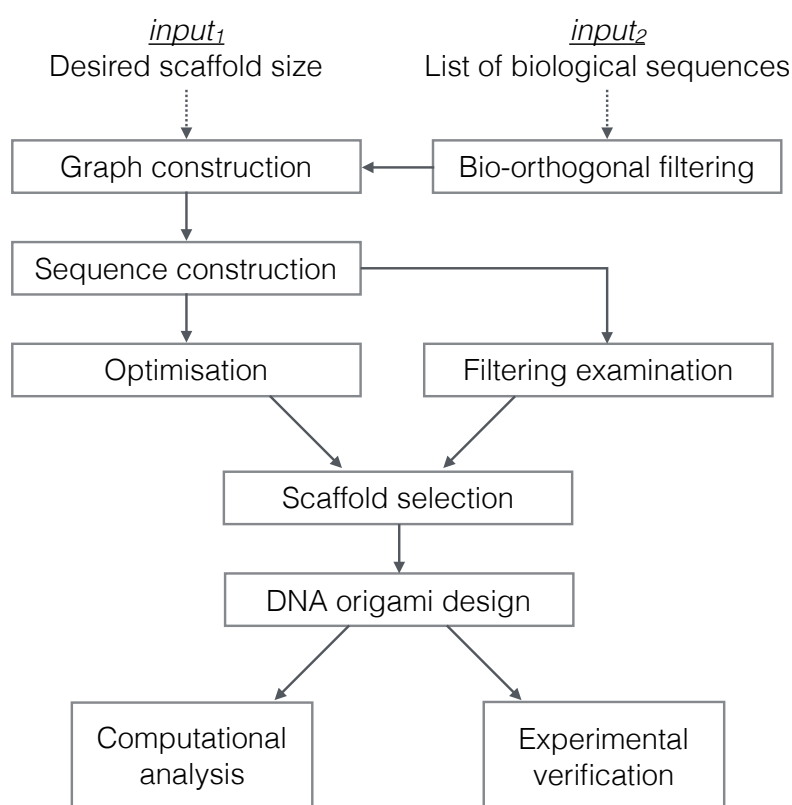 input₁
Desired scaffold size
input₂
List of biological sequences
Graph construction
Bio-orthogonal filtering
Sequence construction
Optimisation
Filtering examination
Scaffold selection
DNA origami design
Computational
analysis
Experimental
verification